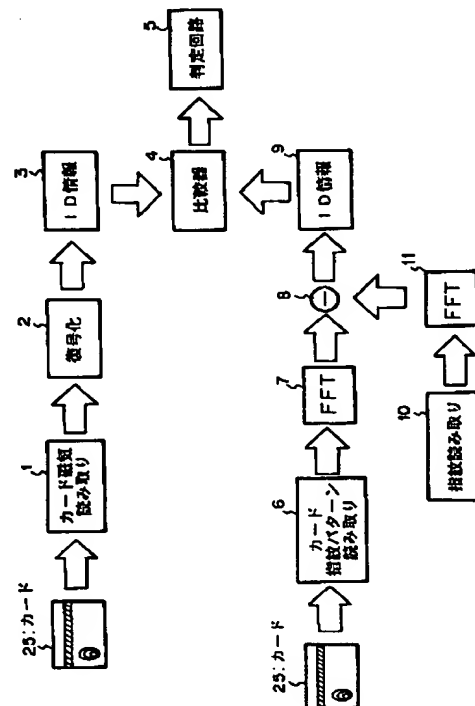 25:カード
1
カード磁気
読み取り
2
復号化
3
ID情報
4
比較器
5
判定回路
25:カード
6
カード
指紋パターン
読み取り
7
FFT
8
9
ID情報
10
指紋読み取り
11
FFT